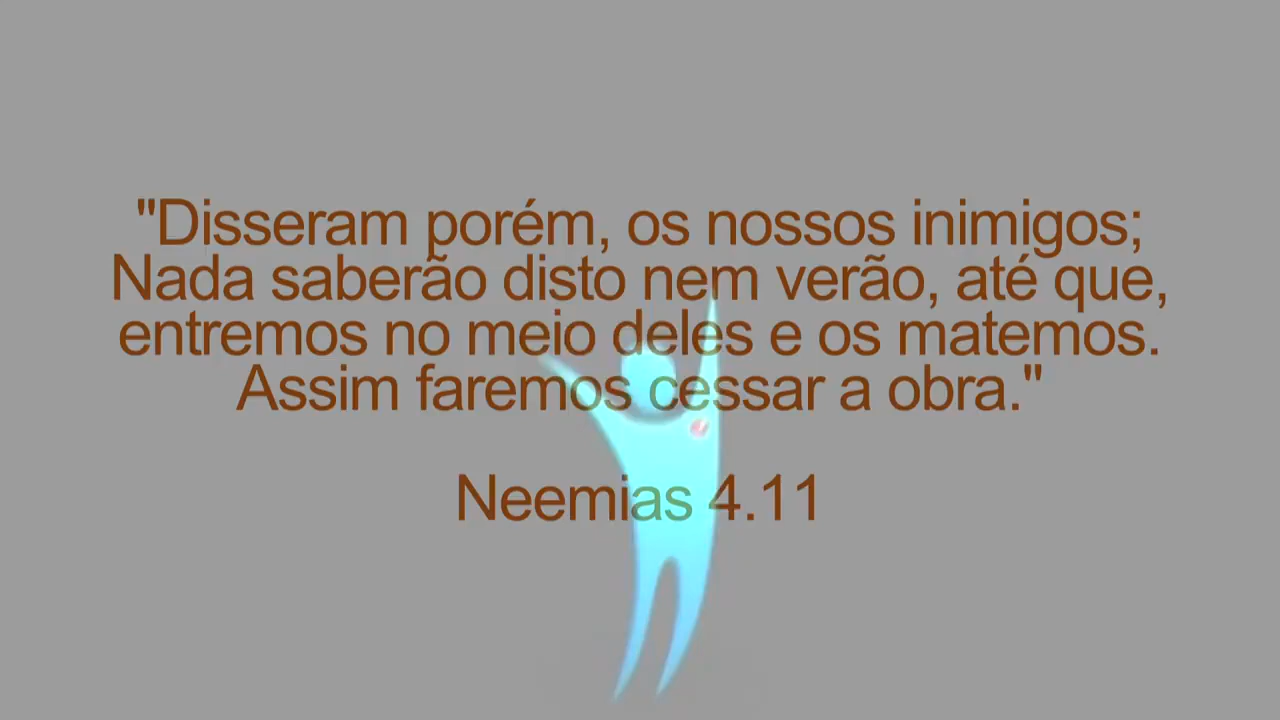 "Disseram porém, os nossos inimigos;
Nada saberão disto nem verão, até que,
entremos no meio deles e os matemos.
Assim faremos cessar a obra."
Neemias 4.11